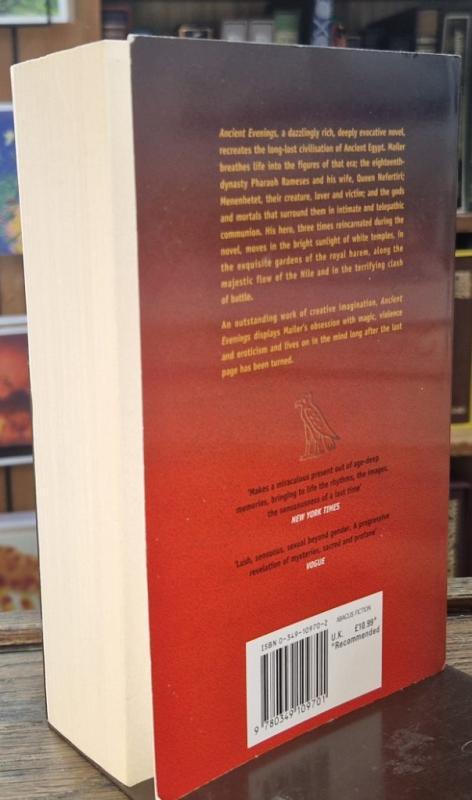 Ancient Evenings, a dazzlingly rich, deeply evocative novel,
recreates the long-lost civilisation of Ancient Egypt. Mailer
breathes life into the figures of that era; the eighteenth-
dynasty Pharaoh Rameses and his wife, Queen Nefertiri;
Menenhetet, their creature, lover and victim; and the gods
and mortals that surround them in intimate and telepathic
communion. His hero, three times reincarnated during the
novel, moves in the bright sunlight of white temples, in
the exquisite gardens of the royal harem, along the
majestic flow of the Nile and in the terrifying clash
of battle.
An outstanding work of creative imagination, Ancient
Evenings displays Mailer's obsession with magic, violence
and eroticism and lives on in the mind long after the last
page has been turned.
'Makes a miraculous present out of age-deep
memories, bringing to life the rhythms, the images,
the sensuousness of a lost time'
NEW YORK TIMES
'Lush, sensuous, sexual beyond gender. A progressive
revelation of mysteries, sacred and profane'
VOGUE
ABACUS FICTION
ISBN 0-349-10970-2
U.K. £10.99*
*Recommended
9 780349 109701